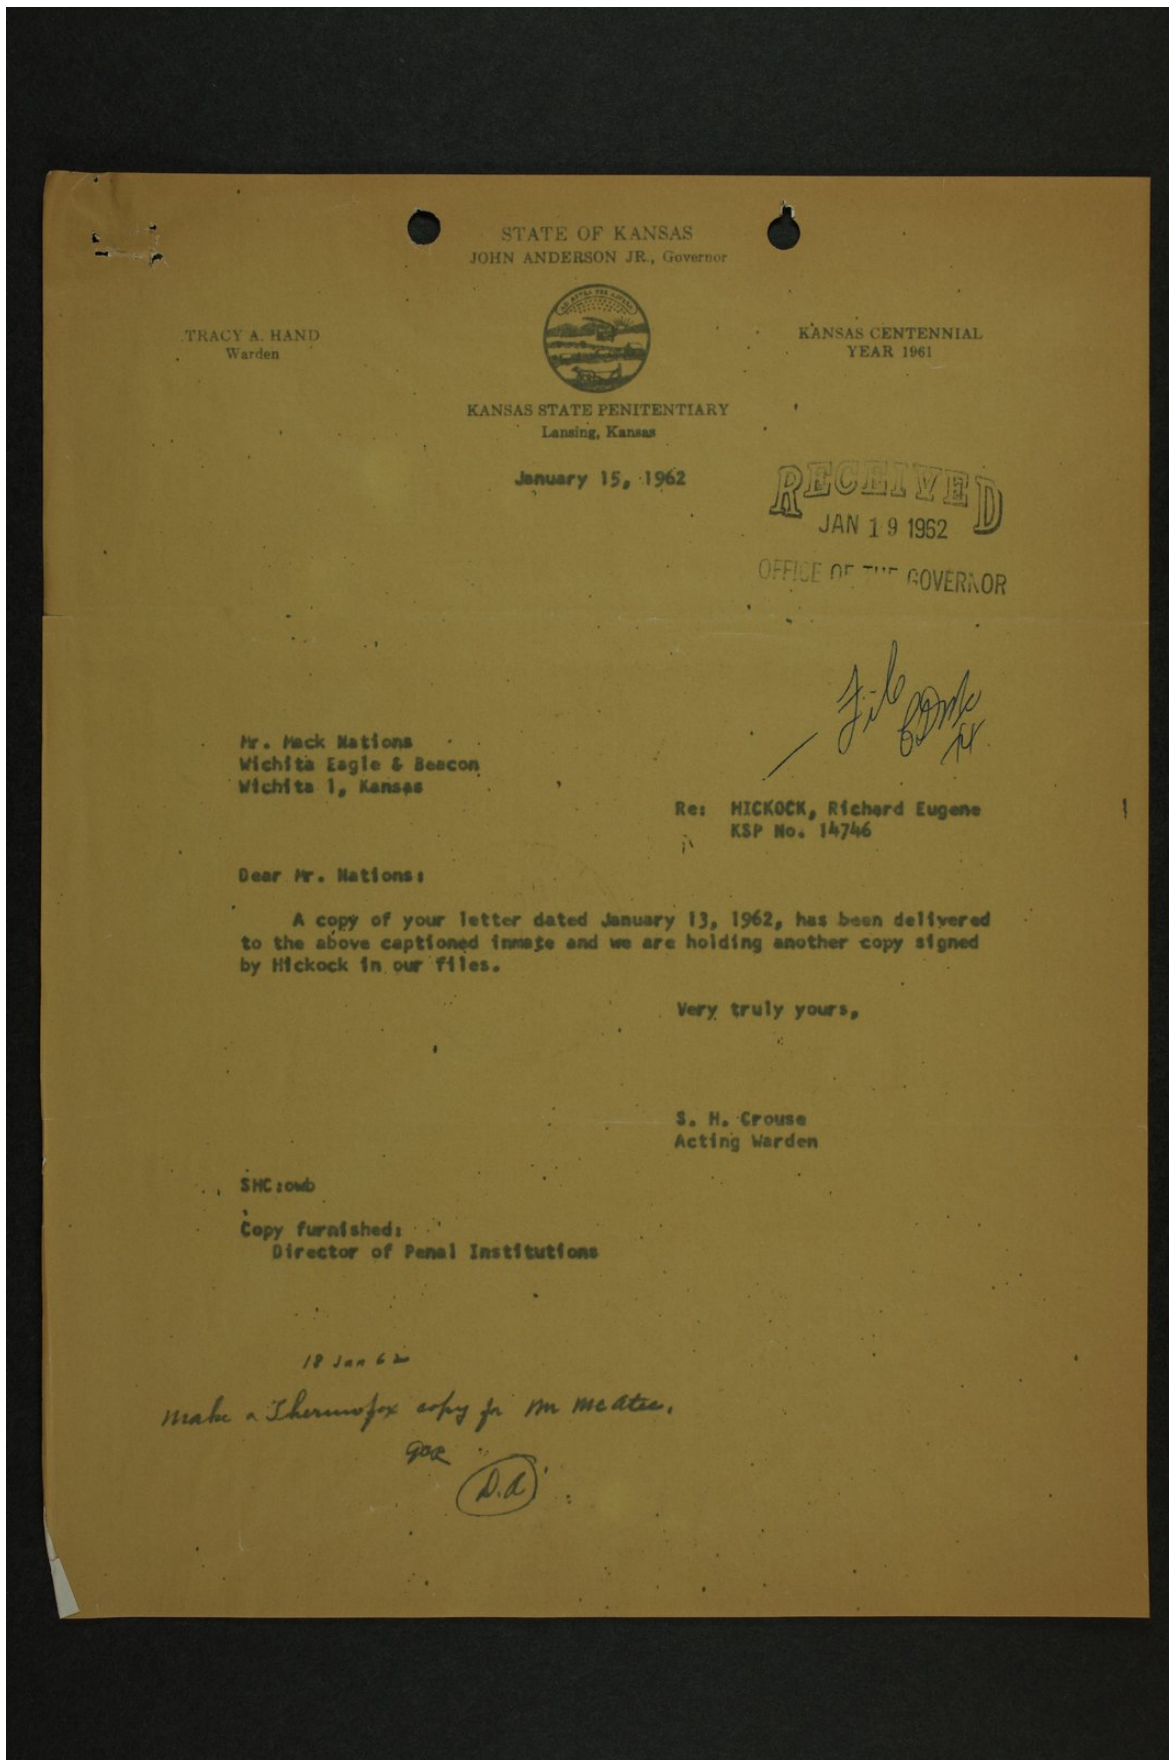 STATE OF KANSAS
JOHN ANDERSON JR., Governor
TRACY A. HAND
Warden
KANSAS CENTENNIAL
YEAR 1961
KANSAS STATE PENITENTIARY
Lansing, Kansas
January 15, 1962
RECEIVED
JAN 19 1962
OFFICE OF THE GOVERNOR
File
Mr. Mack Nations
Wichita Eagle & Beacon
Wichita 1, Kansas
Re: HICKOCK, Richard Eugene
KSP No. 14746
Dear Mr. Nations:
A copy of your letter dated January 13, 1962, has been delivered
to the above captioned inmate and we are holding another copy signed
by Hickock in our files.
Very truly yours,
S. H. Crouse
Acting Warden
SHC:owb
Copy furnished:
Director of Penal Institutions
18 Jan 62
Make a Thermofax copy for Mr McAtee.
D.A